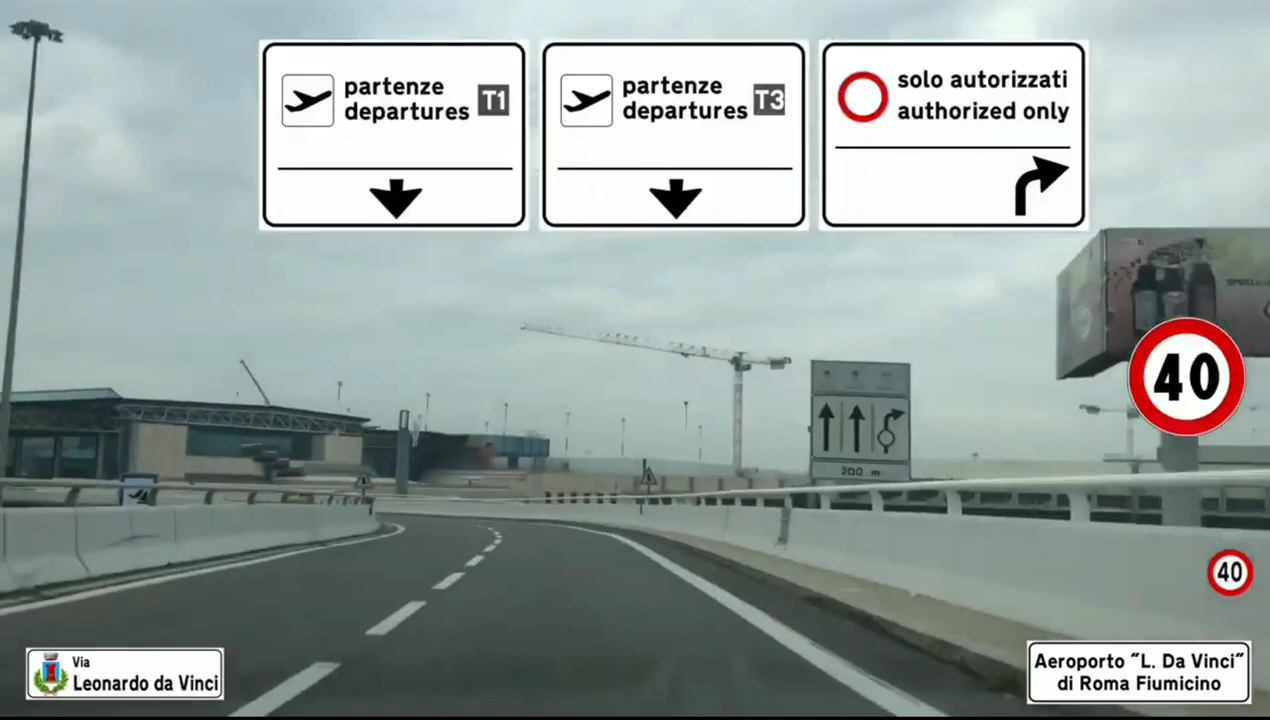 partenze
departures T1
partenze
departures T3
solo autorizzati
authorized only
40
200 m
40
Via
Leonardo da Vinci
Aeroporto "L. Da Vinci"
di Roma Fiumicino